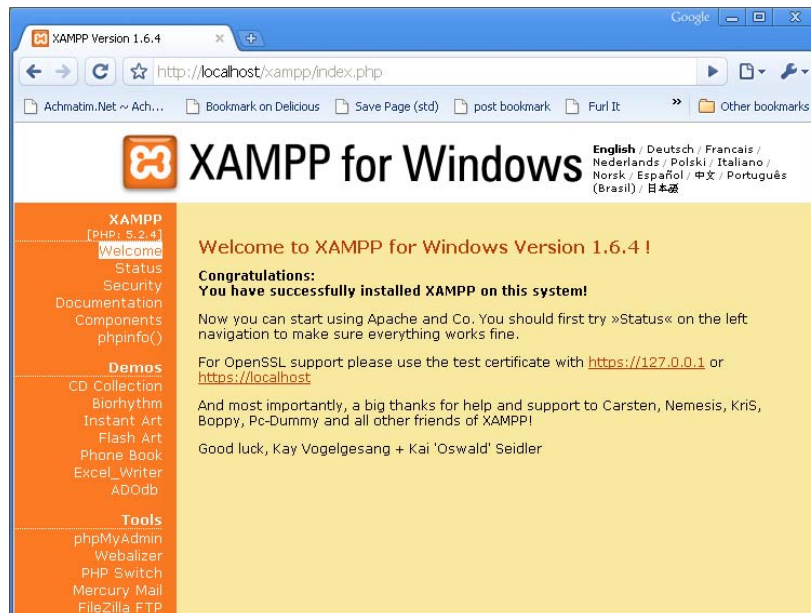 Google
XAMPP Version 1.6.4
http://localhost/xampp/index.php
Achmatim.Net ~ Ach...
Bookmark on Delicious
Save Page (std)
post bookmark
Furl It
»
Other bookmarks
XAMPP for Windows
English / Deutsch / Francais /
Nederlands / Polski / Italiano /
Norsk / Español / 中文 / Português
(Brasil) / 日本語
XAMPP
[PHP: 5.2.4]
Welcome
Status
Security
Documentation
Components
phpinfo()
Demos
CD Collection
Biorhythm
Instant Art
Flash Art
Phone Book
Excel_Writer
ADOdb
Tools
phpMyAdmin
Webalizer
PHP Switch
Mercury Mail
FileZilla FTP
Welcome to XAMPP for Windows Version 1.6.4 !
Congratulations:
You have successfully installed XAMPP on this system!
Now you can start using Apache and Co. You should first try »Status« on the left
navigation to make sure everything works fine.
For OpenSSL support please use the test certificate with https://127.0.0.1 or
https://localhost
And most importantly, a big thanks for help and support to Carsten, Nemesis, KriS,
Boppy, Pc-Dummy and all other friends of XAMPP!
Good luck, Kay Vogelgesang + Kai 'Oswald' Seidler